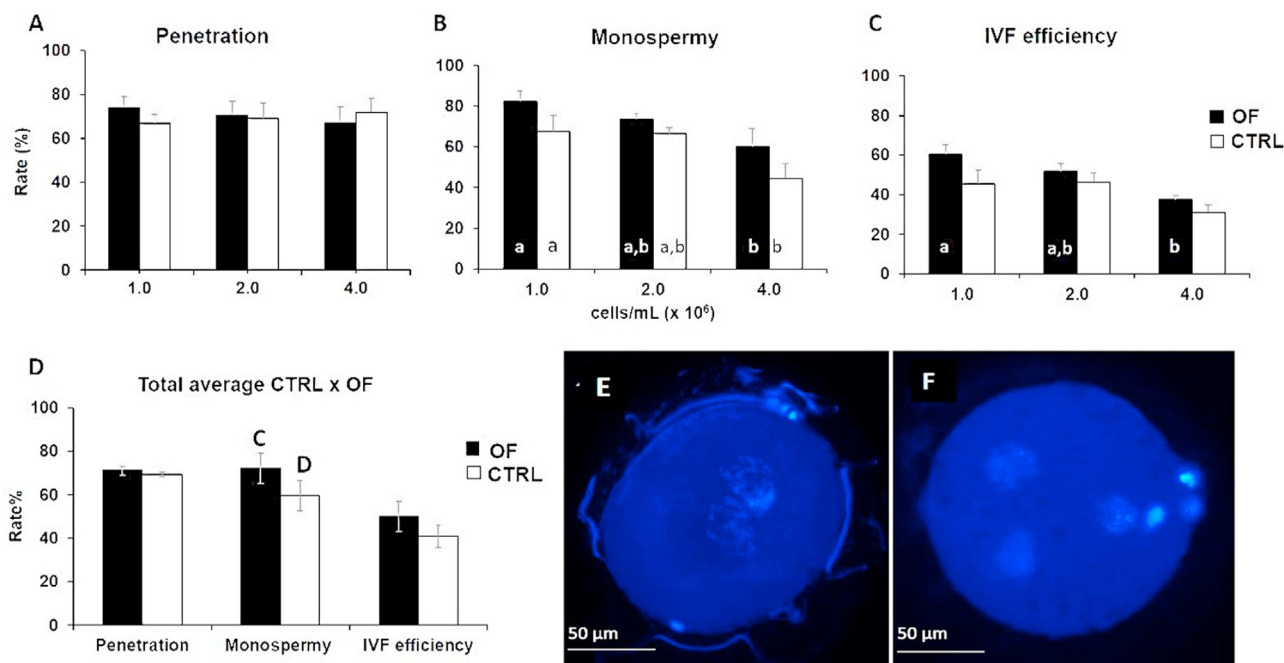 A
Penetration
Rate (%)
100
80
60
40
20
0
1.0 2.0 4.0
B
Monospermy
100
80
60
40
20
0
a a a,b a,b b b
1.0 2.0 4.0
cells/mL (x 10⁶)
C
IVF efficiency
100
80
60
40
20
0
a a,b b
1.0 2.0 4.0
OF
CTRL
D
Total average CTRL x OF
Rate%
100
80
60
40
20
0
C
D
Penetration Monospermy IVF efficiency
OF
CTRL
E
50 µm
F
50 µm